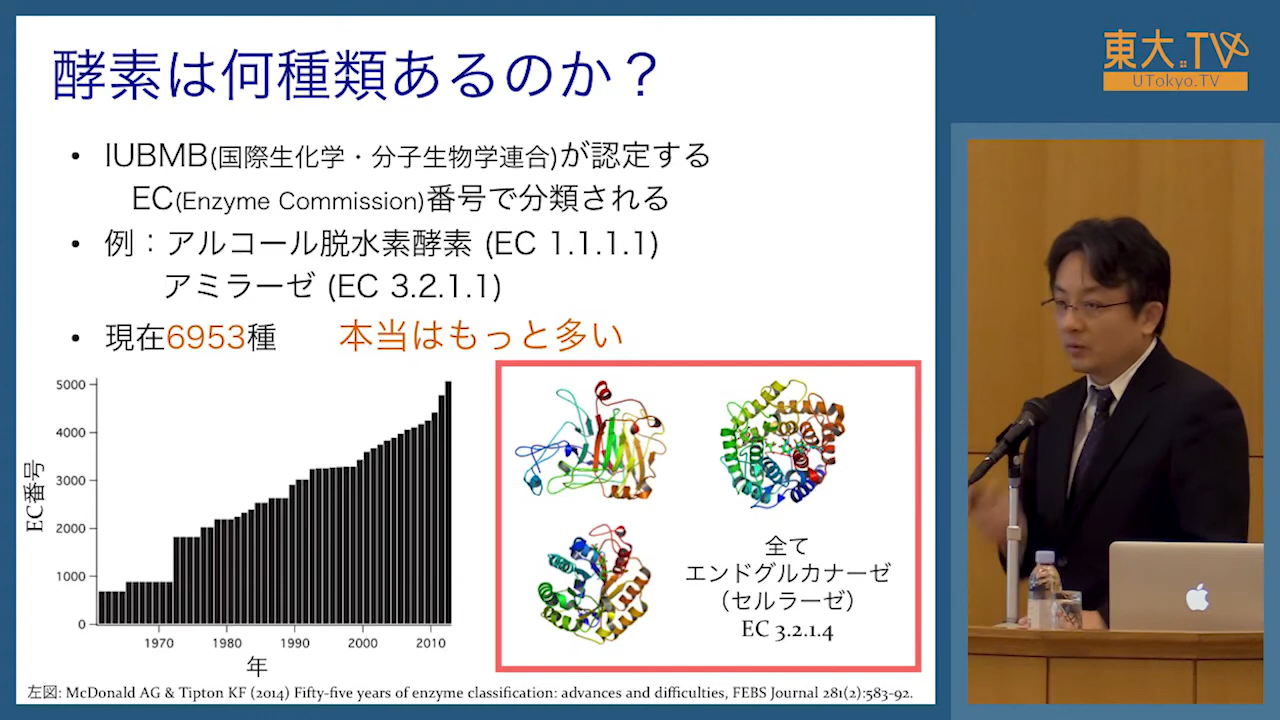 酵素は何種類あるのか？
• IUBMB(国際生化学・分子生物学連合)が認定する
EC(Enzyme Commission)番号で分類される
• 例：アルコール脱水素酵素 (EC 1.1.1.1)
アミラーゼ (EC 3.2.1.1)
• 現在6953種 本当はもっと多い
EC番号
5000
4000
3000
2000
1000
0
1970 1980 1990 2000 2010
年
全て
エンドグルカナーゼ
（セルラーゼ）
EC 3.2.1.4
左図: McDonald AG & Tipton KF (2014) Fifty-five years of enzyme classification: advances and difficulties, FEBS Journal 281(2):583-92.
東大.TV
UTokyo.TV